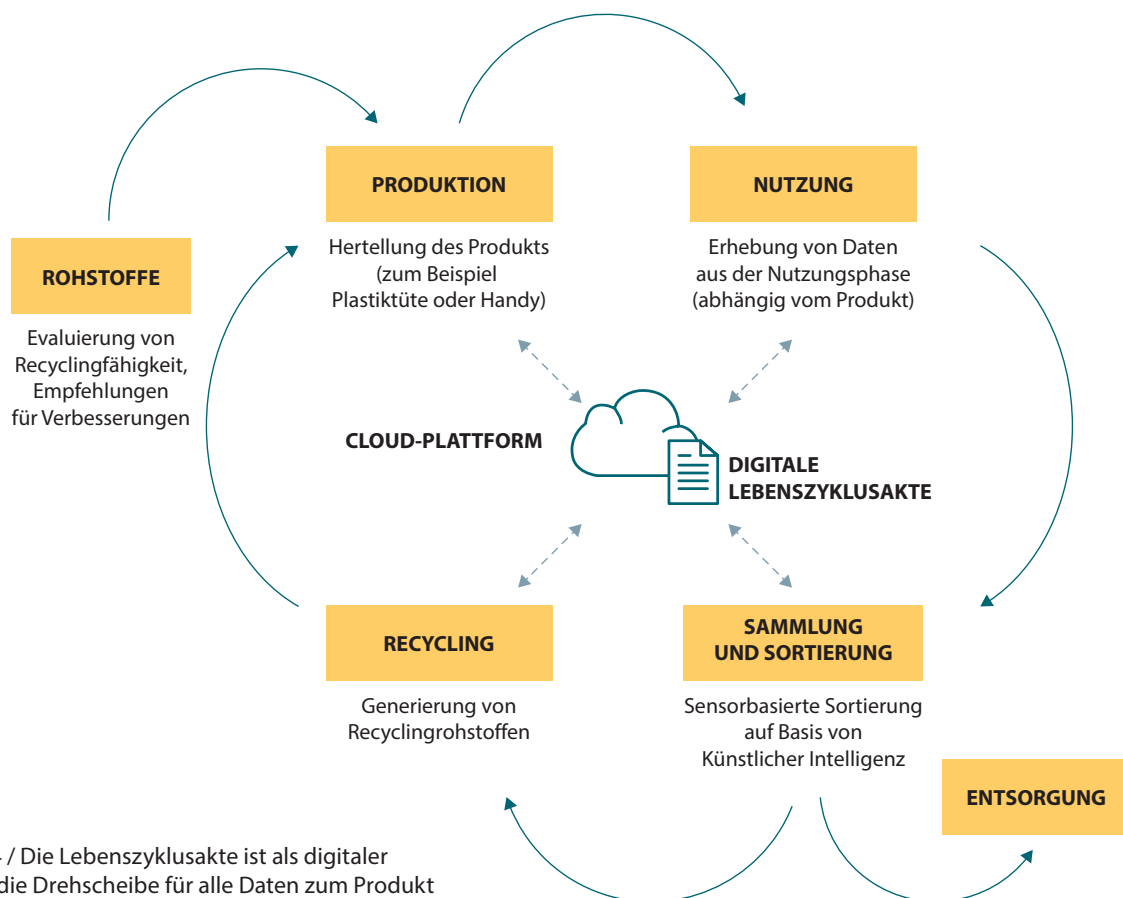 PRODUKTION
Hertellung des Produkts
(zum Beispiel
Plastiktüte oder Handy)
NUTZUNG
Erhebung von Daten
aus der Nutzungsphase
(abhängig vom Produkt)
ROHSTOFFE
Evaluierung von
Recyclingfähigkeit,
Empfehlungen
für Verbesserungen
CLOUD-PLATTFORM
DIGITALE
LEBENSZYKLUSAKTE
RECYCLING
Generierung von
Recyclingrohstoffen
SAMMLUNG
UND SORTIERUNG
Sensorbasierte Sortierung
auf Basis von
Künstlicher Intelligenz
ENTSORGUNG
/ Die Lebenszyklusakte ist als digitaler
die Drehscheibe für alle Daten zum Produkt